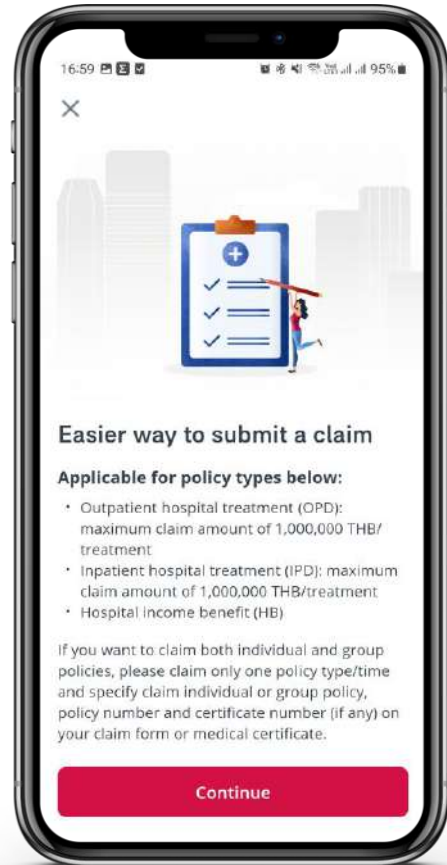 16:59
95%
Easier way to submit a claim
Applicable for policy types below:
• Outpatient hospital treatment (OPD):
maximum claim amount of 1,000,000 THB/
treatment
• Inpatient hospital treatment (IPD): maximum
claim amount of 1,000,000 THB/treatment
• Hospital income benefit (HB)
If you want to claim both individual and group
policies, please claim only one policy type/time
and specify claim individual or group policy,
policy number and certificate number (if any) on
your claim form or medical certificate.
Continue